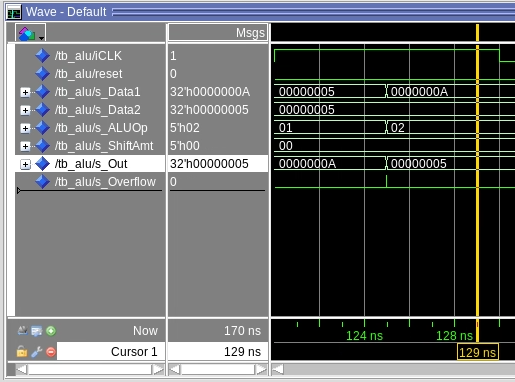 Wave - Default
Msgs
/tb_alu/iCLK 1
/tb_alu/reset 0
/tb_alu/s_Data1 32'h0000000A 00000005 0000000A
/tb_alu/s_Data2 32'h00000005 00000005
/tb_alu/s_ALUOp 5'h02 01 02
/tb_alu/s_ShiftAmt 5'h00 00
/tb_alu/s_Out 32'h00000005 0000000A 00000005
/tb_alu/s_Overflow 0
Now 170 ns 124 ns 128 ns
Cursor 1 129 ns 129 ns